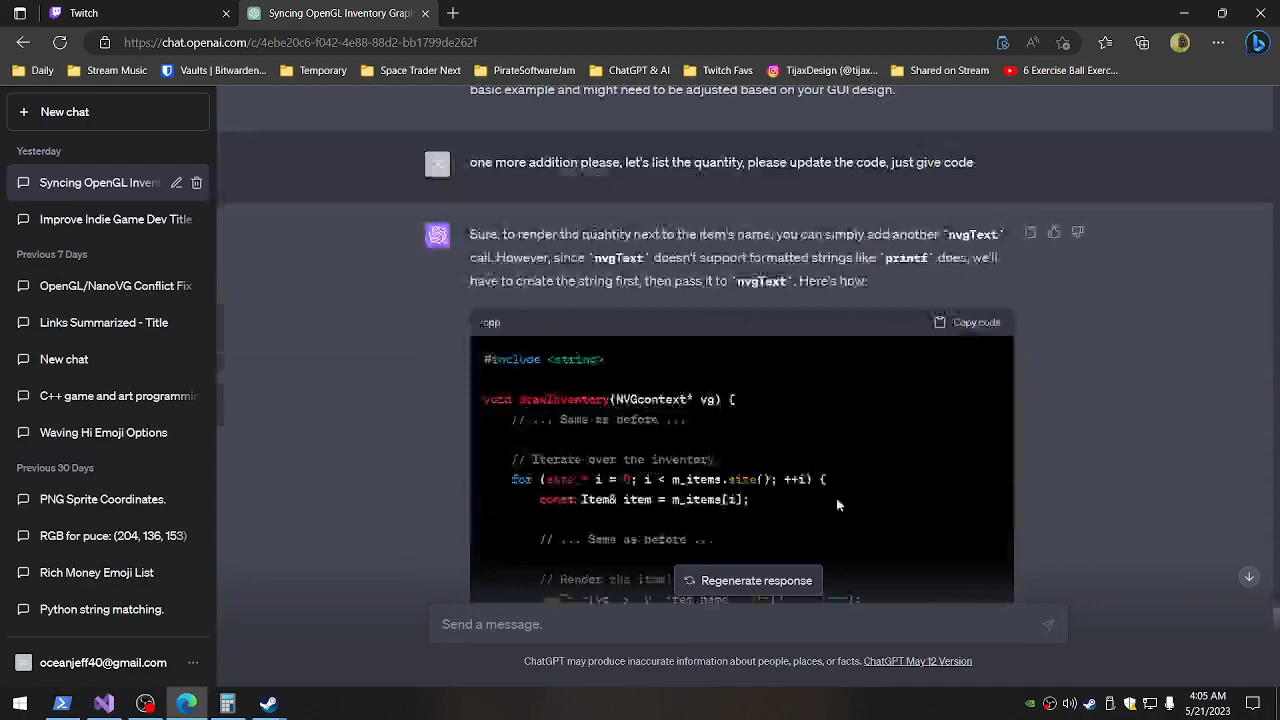 Twitch
Syncing OpenGL Inventory Grap
https://chat.openai.com/c/4ebe20e6-f042-4e88-88d2-bb1799de262f
Daily
Stream Music
Vaults | Bitwarden...
Temporary
Space Trader Next
PirateSoftwareJam
ChatGPT & AI
Twitch Favs
TijaxDesign (@tijax...
Shared on Stream
6 Exercise Ball Exerc...
New chat
Yesterday
Syncing OpenGL Invent
Improve Indie Game Dev Title
Previous 7 Days
OpenGL/NanoVG Conflict Fix
Links Summarized - Title
New chat
C++ game and art programmin
Waving Hi Emoji Options
Previous 30 Days
PNG Sprite Coordinates.
RGB for puce: (204, 136, 153)
Rich Money Emoji List
Python string matching.
oceanjeff40@gmail.com
basic example and might need to be adjusted based on your GUI design.
one more addition please, let's list the quantity, please update the code, just give code.
Sure, to render the quantity next to the item's name, you can simply add another `nvgText`
call. However, since `nvgText` doesn't support formatted strings like `printf` does, we'll
have to create the string first, then pass it to `nvgText`. Here's how:
cpp
Copy code
#include <string>
void DrawInventory(NVGcontext* vg) {
// ... Same as before ...
// Iterate over the inventory
for (size_t i = 0; i < m_items.size(); ++i) {
const Item& item = m_items[i];
// ... Same as before ...
// Render the item
Regenerate response
Send a message.
ChatGPT may produce inaccurate information about people, places, or facts. ChatGPT May 12 Version
4:05 AM
5/21/2023